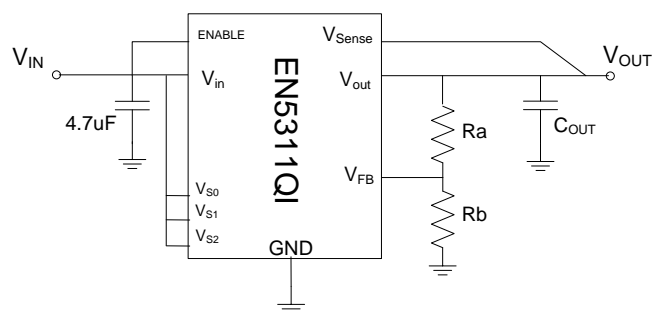 ENABLE
V_Sense
V_IN
V_OUT
V_in
V_out
4.7uF
EN5311QI
Ra
C_OUT
V_FB
V_S0
V_S1
V_S2
Rb
GND